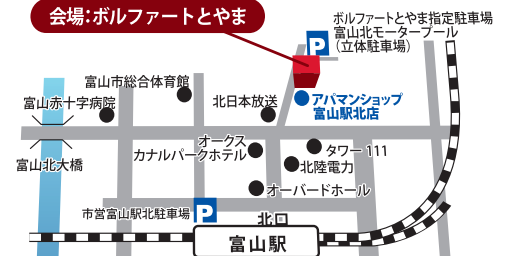 会場：ボルファートとやま
ボルファートとやま指定駐車場
富山北モータープール
（立体駐車場）
P
富山市総合体育館
富山赤十字病院
北日本放送
アパマンショップ
富山駅北店
オークス
カナルパークホテル
タワー 111
富山北大橋
北陸電力
オーバードホール
市営富山駅北駐車場
P
北口
富山駅